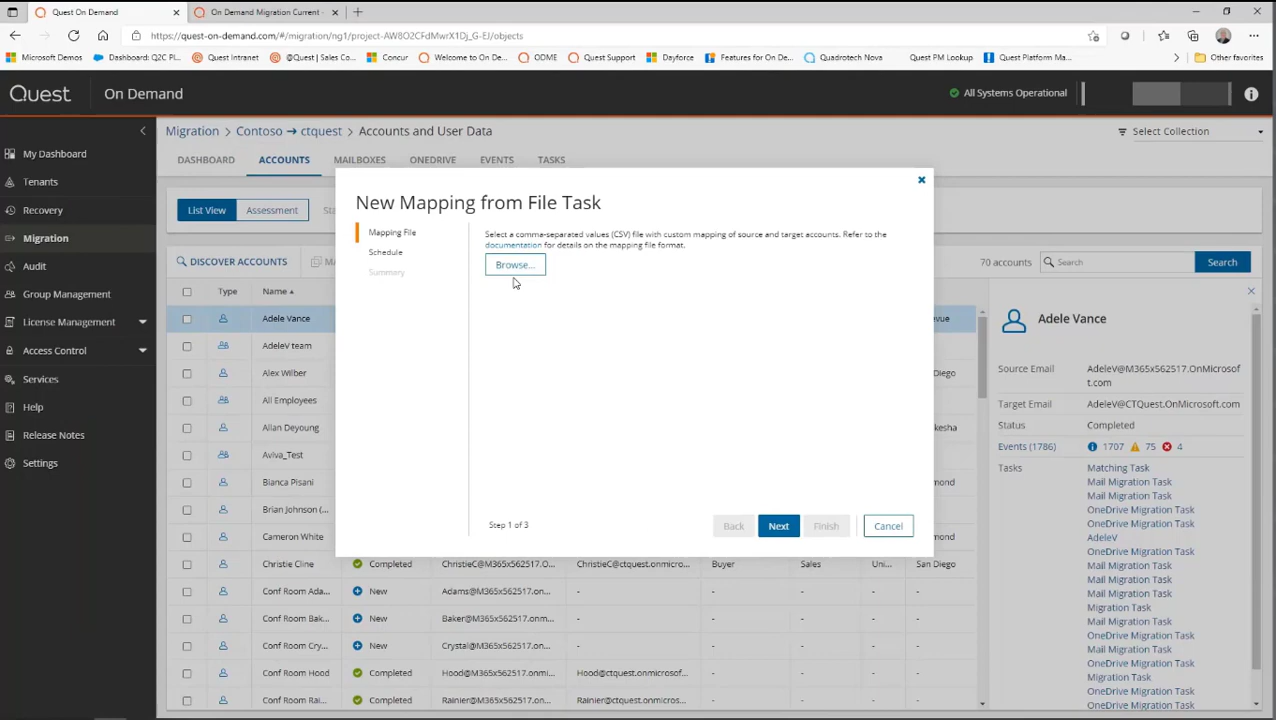 Quest On Demand
On Demand Migration Current -
https://quest-on-demand.com/#/migration/ng1/project-AW8O2CFdMwrX1Dj_G-EJ/objects
Microsoft Demos
Dashboard: Q2C Pl...
Quest Intranet
@Quest | Sales Co...
Concur
Welcome to On De...
ODME
Quest Support
Dayforce
Features for On De...
Quadrotech Nova
Quest PM Lookup
Quest Platform Ma...
Other favorites
Quest On Demand
All Systems Operational
My Dashboard
Tenants
Recovery
Migration
Audit
Group Management
License Management
Access Control
Services
Help
Release Notes
Settings
Migration > Contoso → ctquest > Accounts and User Data
Select Collection
DASHBOARD ACCOUNTS MAILBOXES ONEDRIVE EVENTS TASKS
List View Assessment
DISCOVER ACCOUNTS
70 accounts
Search
Search
Type Name
Adele Vance
AdeleV team
Alex Wilber
All Employees
Allan Deyoung
Aviva_Test
Bianca Pisani
Brian Johnson (...
Cameron White
Christie Cline Completed ChristieC@M365x562517.O... ChristieC@ctquest.onmicro... Buyer Sales Uni... San Diego
Conf Room Ada... New Adams@M365x562517.on... - - - - -
Conf Room Bak... New Baker@M365x562517.onm... - - - - -
Conf Room Cry... New Crystal@M365x562517.on... - - - - -
Conf Room Hood Completed Hood@M365x562517.onmi... Hood@ctquest.onmicrosof... - - - -
Conf Room Rai... Completed Rainier@M365x562517.on... Rainier@ctquest.onmicros... - - - -
New Mapping from File Task
Mapping File
Schedule
Summary
Select a comma-separated values (CSV) file with custom mapping of source and target accounts. Refer to the
documentation for details on the mapping file format.
Browse...
Step 1 of 3
Back Next Finish Cancel
Adele Vance
Source Email AdeleV@M365x562517.OnMicrosof
t.com
Target Email AdeleV@CTQuest.OnMicrosoft.com
Status Completed
Events (1786) 1707 75 4
Tasks Matching Task
Mail Migration Task
Mail Migration Task
OneDrive Migration Task
OneDrive Migration Task
AdeleV
OneDrive Migration Task
Mail Migration Task
Mail Migration Task
Mail Migration Task
Migration Task
Mail Migration Task
OneDrive Migration Task
Mail Migration Task
OneDrive Migration Task
Mail Migration Task
OneDrive Migration Task
OneDrive Migration Task